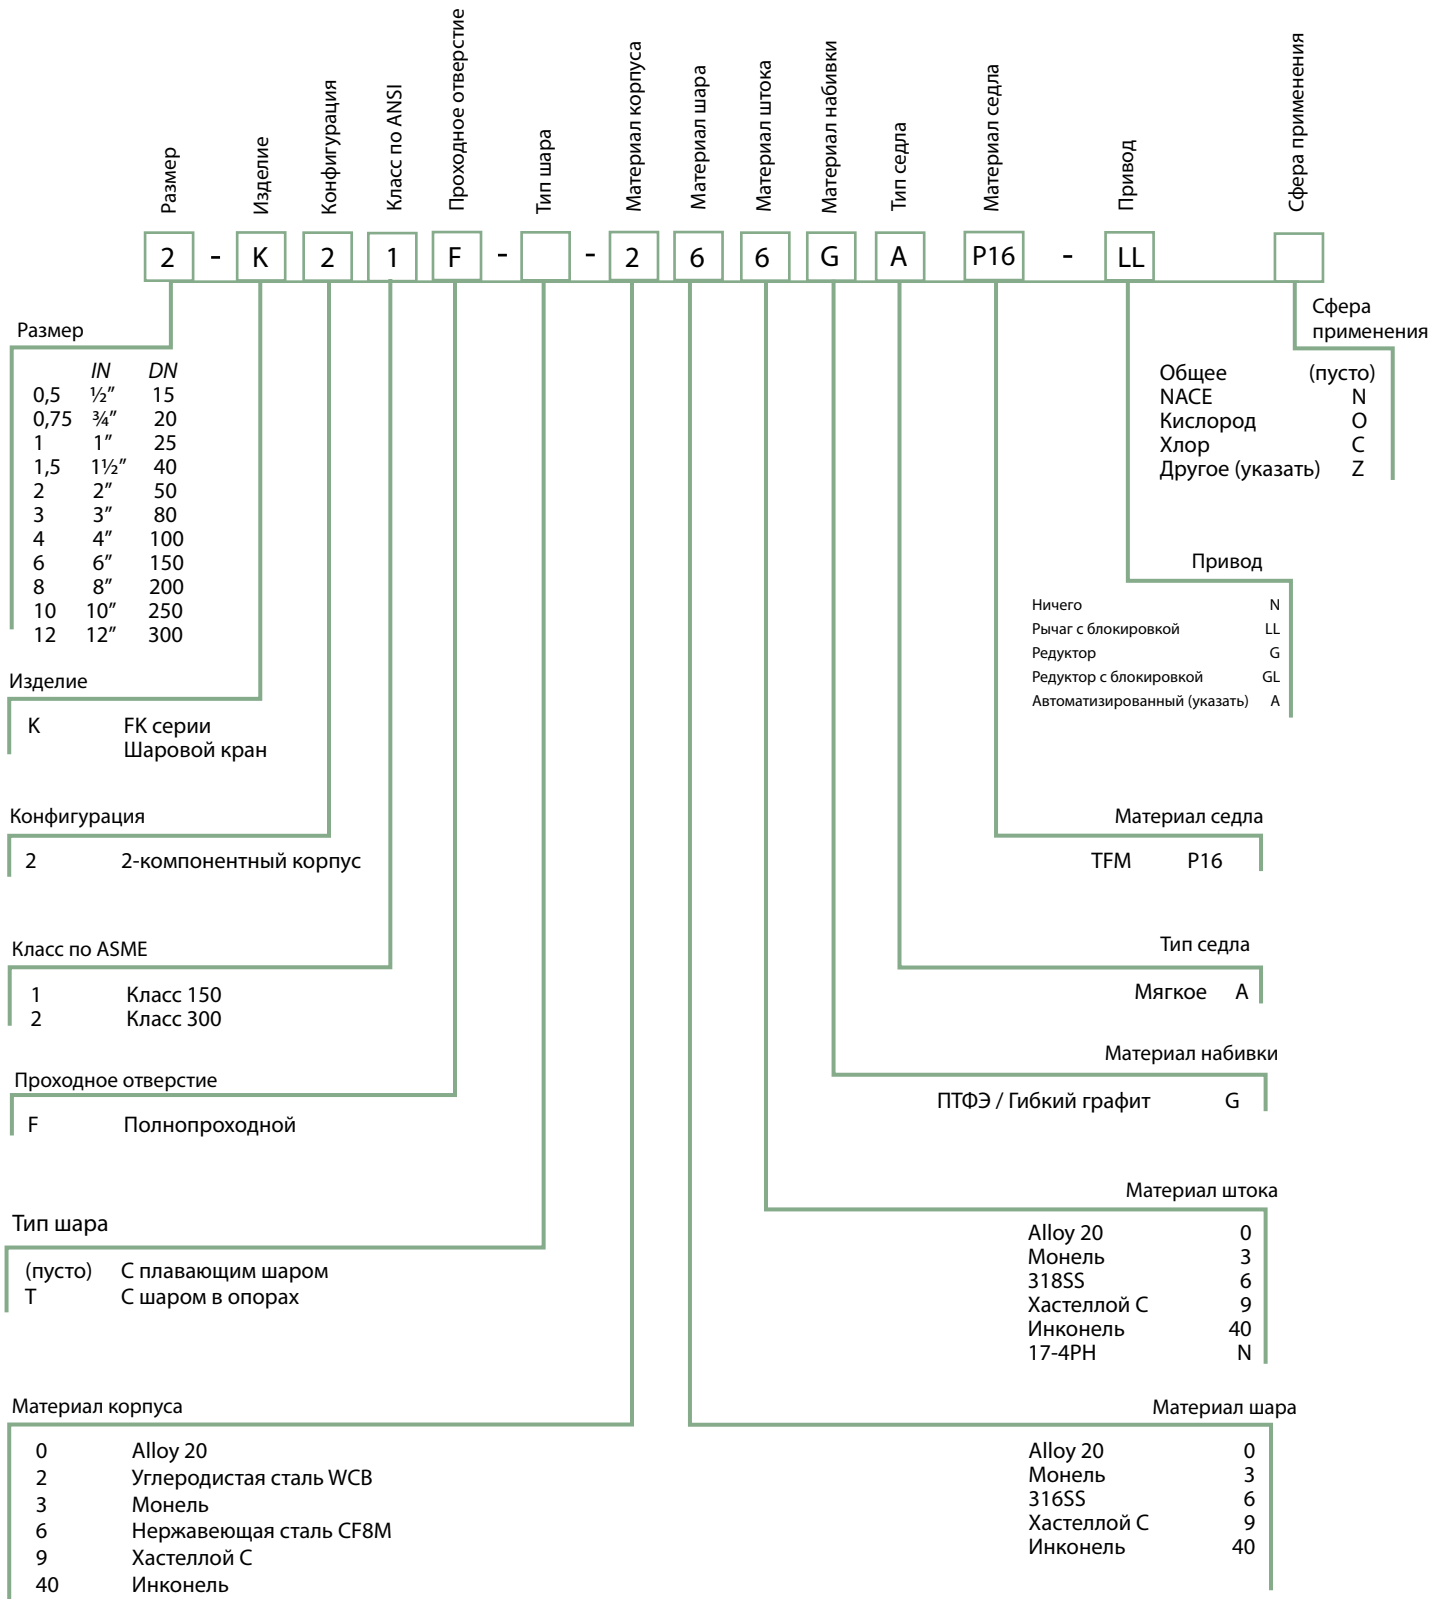 Размер
Изделие
Конфигурация
Класс по ANSI
Проходное отверстие
Тип шара
Материал корпуса
Материал шара
Материал штока
Материал набивки
Тип седла
Материал седла
Привод
Сфера применения
2 - K 2 1 F - - 2 6 6 G A P16 - LL
Размер
IN DN
0,5 ½” 15
0,75 ¾” 20
1 1” 25
1,5 1½” 40
2 2” 50
3 3” 80
4 4” 100
6 6” 150
8 8” 200
10 10” 250
12 12” 300
Изделие
K FK серии
Шаровой кран
Конфигурация
2 2-компонентный корпус
Класс по ASME
1 Класс 150
2 Класс 300
Проходное отверстие
F Полнопроходной
Тип шара
(пусто) С плавающим шаром
T С шаром в опорах
Материал корпуса
0 Alloy 20
2 Углеродистая сталь WCB
3 Монель
6 Нержавеющая сталь CF8M
9 Хастеллой C
40 Инконель
Сфера
применения
Общее (пусто)
NACE N
Кислород O
Хлор C
Другое (указать) Z
Привод
Ничего N
Рычаг с блокировкой LL
Редуктор G
Редуктор с блокировкой GL
Автоматизированный (указать) A
Материал седла
TFM P16
Тип седла
Мягкое A
Материал набивки
ПТФЭ / Гибкий графит G
Материал штока
Alloy 20 0
Монель 3
318SS 6
Хастеллой C 9
Инконель 40
17-4PH N
Материал шара
Alloy 20 0
Монель 3
316SS 6
Хастеллой C 9
Инконель 40